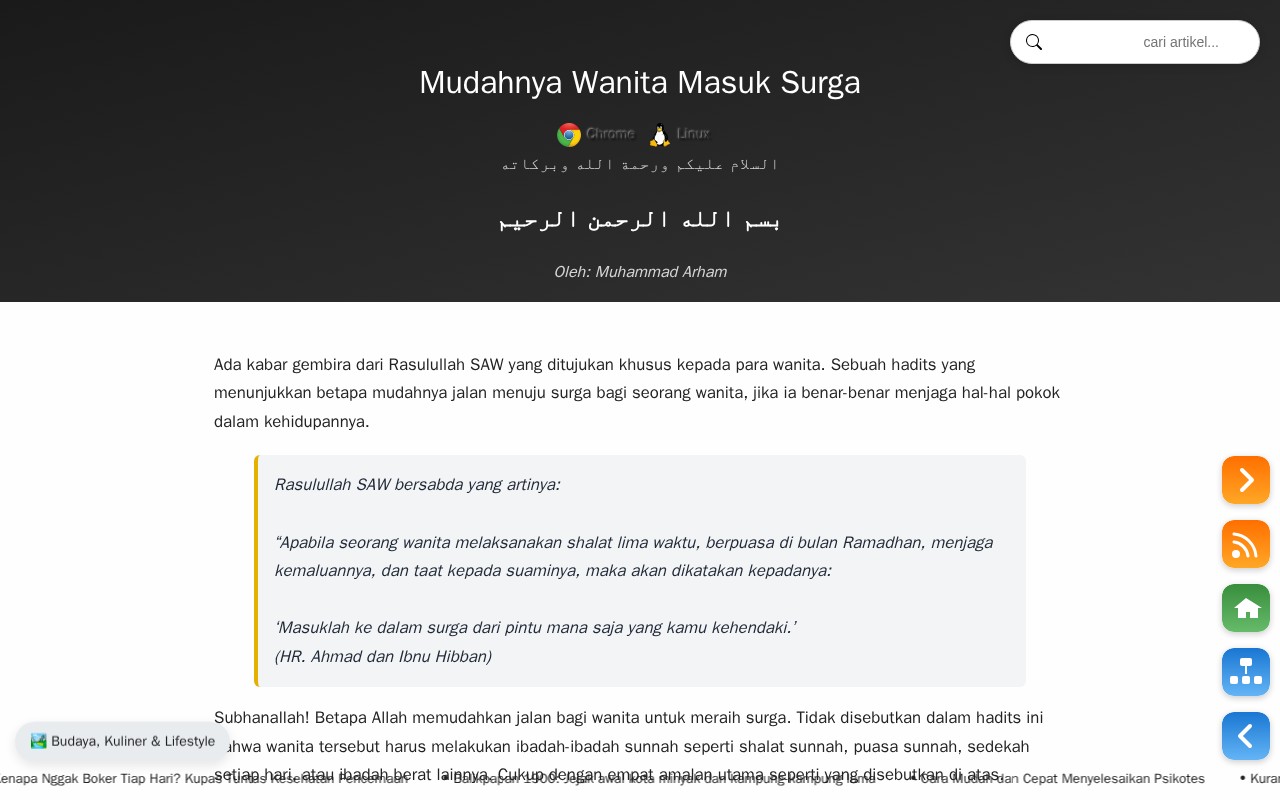 cari artikel...
Mudahnya Wanita Masuk Surga
Chrome Linux
السلام عليكم ورحمة الله وبركاته
بسم الله الرحمن الرحيم
Oleh: Muhammad Arham
Ada kabar gembira dari Rasulullah SAW yang ditujukan khusus kepada para wanita. Sebuah hadits yang
menunjukkan betapa mudahnya jalan menuju surga bagi seorang wanita, jika ia benar-benar menjaga hal-hal pokok
dalam kehidupannya.
Rasulullah SAW bersabda yang artinya:
“Apabila seorang wanita melaksanakan shalat lima waktu, berpuasa di bulan Ramadhan, menjaga
kemaluannya, dan taat kepada suaminya, maka akan dikatakan kepadanya:
‘Masuklah ke dalam surga dari pintu mana saja yang kamu kehendaki.’
(HR. Ahmad dan Ibnu Hibban)
Subhanallah! Betapa Allah memudahkan jalan bagi wanita untuk meraih surga. Tidak disebutkan dalam hadits ini
bahwa wanita tersebut harus melakukan ibadah-ibadah sunnah seperti shalat sunnah, puasa sunnah, sedekah
🏞️ Budaya, Kuliner & Lifestyle
setiap hari, atau ibadah berat lainnya. Cukup dengan empat amalan utama seperti yang disebutkan di atas.
enapa Nggak Boker Tiap Hari? Kupas Tuntas Kesehatan Pencernaan • Balikpapan 1900: Jejak awal kota minyak dan kampung-kampung lama • Cara Mudah dan Cepat Menyelesaikan Psikotes • Kura